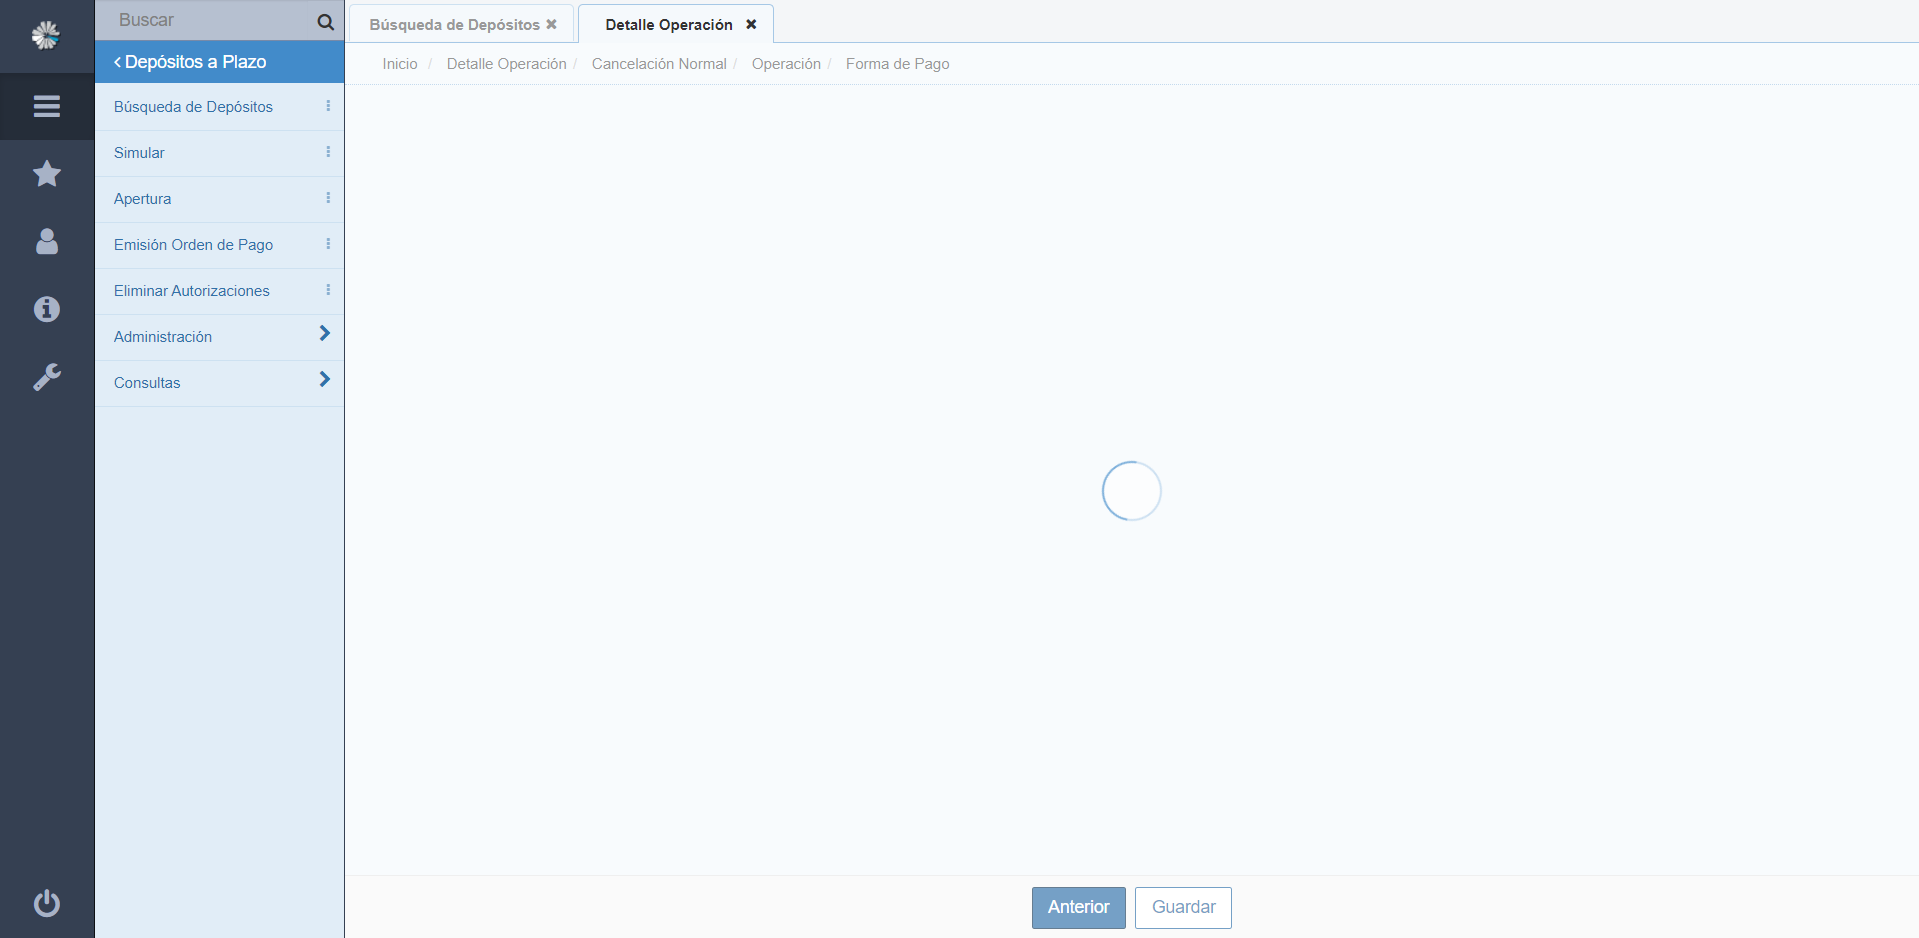 Buscar
Depósitos a Plazo
Búsqueda de Depósitos
Simular
Apertura
Emisión Orden de Pago
Eliminar Autorizaciones
Administración
Consultas
Búsqueda de Depósitos
Detalle Operación
Inicio / Detalle Operación / Cancelación Normal / Operación / Forma de Pago
Anterior
Guardar